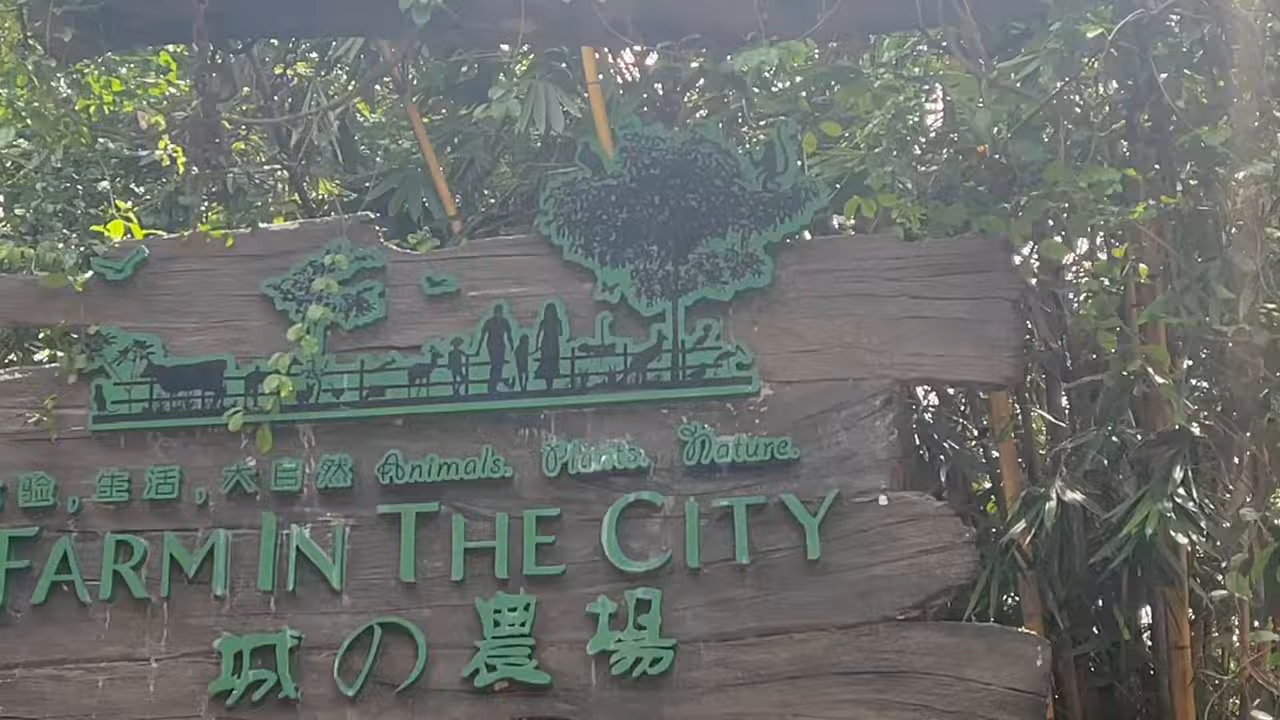 验，生活，大自然 Animals. Plants. Nature.
FARM IN THE CITY
城の農場